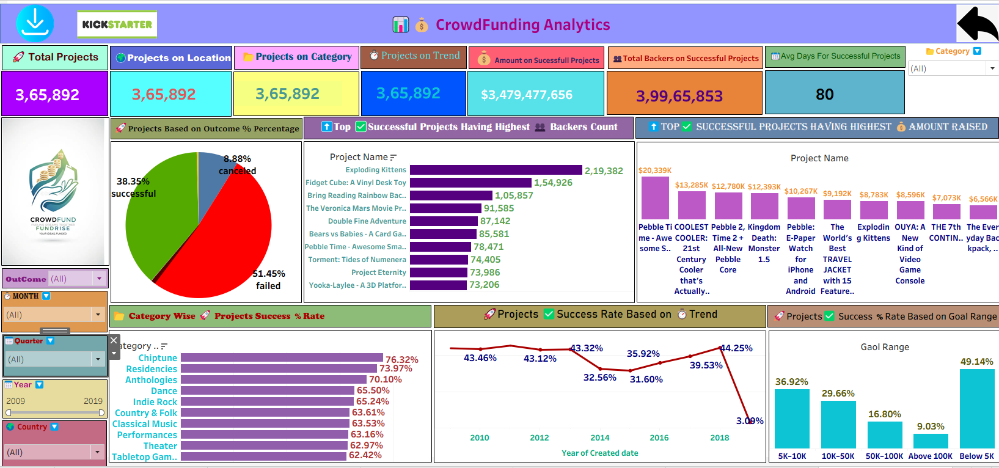 KICKSTARTER
CrowdFunding Analytics
Total Projects
3,65,892
Projects on Location
3,65,892
Projects on Category
3,65,892
Projects on Trend
3,65,892
Amount on Sucessfull Projects
$3,479,477,656
Total Backers on Successful Projects
3,99,65,853
Avg Days For Successful Projects
80
Category
(All)
CROWDFUND
FUELING DREAMS TOGETHER
FUNDRISE
YOUR IDEAS, FUNDED
OutCome (All)
MONTH
(All)
Quarter
(All)
Year
2009 2019
Country
(All)
Projects Based on Outcome % Percentage
8.88%
canceled
38.35%
successful
51.45%
failed
Top Successful Projects Having Highest Backers Count
Project Name
Exploding Kittens 2,19,382
Fidget Cube: A Vinyl Desk Toy 1,54,926
Bring Reading Rainbow Bac.. 1,05,857
The Veronica Mars Movie Pr.. 91,585
Double Fine Adventure 87,142
Bears vs Babies - A Card Ga.. 85,581
Pebble Time - Awesome Sma.. 78,471
Torment: Tides of Numenera 74,405
Project Eternity 73,986
Yooka-Laylee - A 3D Platfor.. 73,206
TOP SUCCESSFUL PROJECTS HAVING HIGHEST AMOUNT RAISED
Project Name
$20,339K
$13,285K
$12,780K
$12,393K
$10,267K
$9,192K
$8,783K
$8,596K
$7,073K
$6,566K
Pebble Ti
me - Awe
some S..
COOLEST
COOLER:
21st
Century
Cooler
that's
Actually..
Pebble 2,
Time 2 +
All-New
Pebble
Core
Kingdom
Death:
Monster
1.5
Pebble:
E-Paper
Watch
for
iPhone
and
Android
The
World's
Best
TRAVEL
JACKET
with 15
Feature..
Explodin
g Kittens
OUYA: A
New
Kind of
Video
Game
Console
THE 7th
CONTIN..
The Ever
yday Bac
kpack, ..
Category Wise Projects Success % Rate
ategory ..
Chiptune 76.32%
Residencies 73.97%
Anthologies 70.10%
Dance 65.50%
Indie Rock 65.24%
Country & Folk 63.61%
Classical Music 63.53%
Performances 63.16%
Theater 62.97%
Tabletop Gam.. 62.42%
Projects Success Rate Based on Trend
43.46%
43.12%
43.32%
32.56%
31.60%
35.92%
39.53%
44.25%
3.09%
2010 2012 2014 2016 2018
Year of Created date
Projects Success % Rate Based on Goal Range
Gaol Range
36.92%
29.66%
16.80%
9.03%
49.14%
5K-10K 10K-50K 50K-100K Above 100K Below 5K